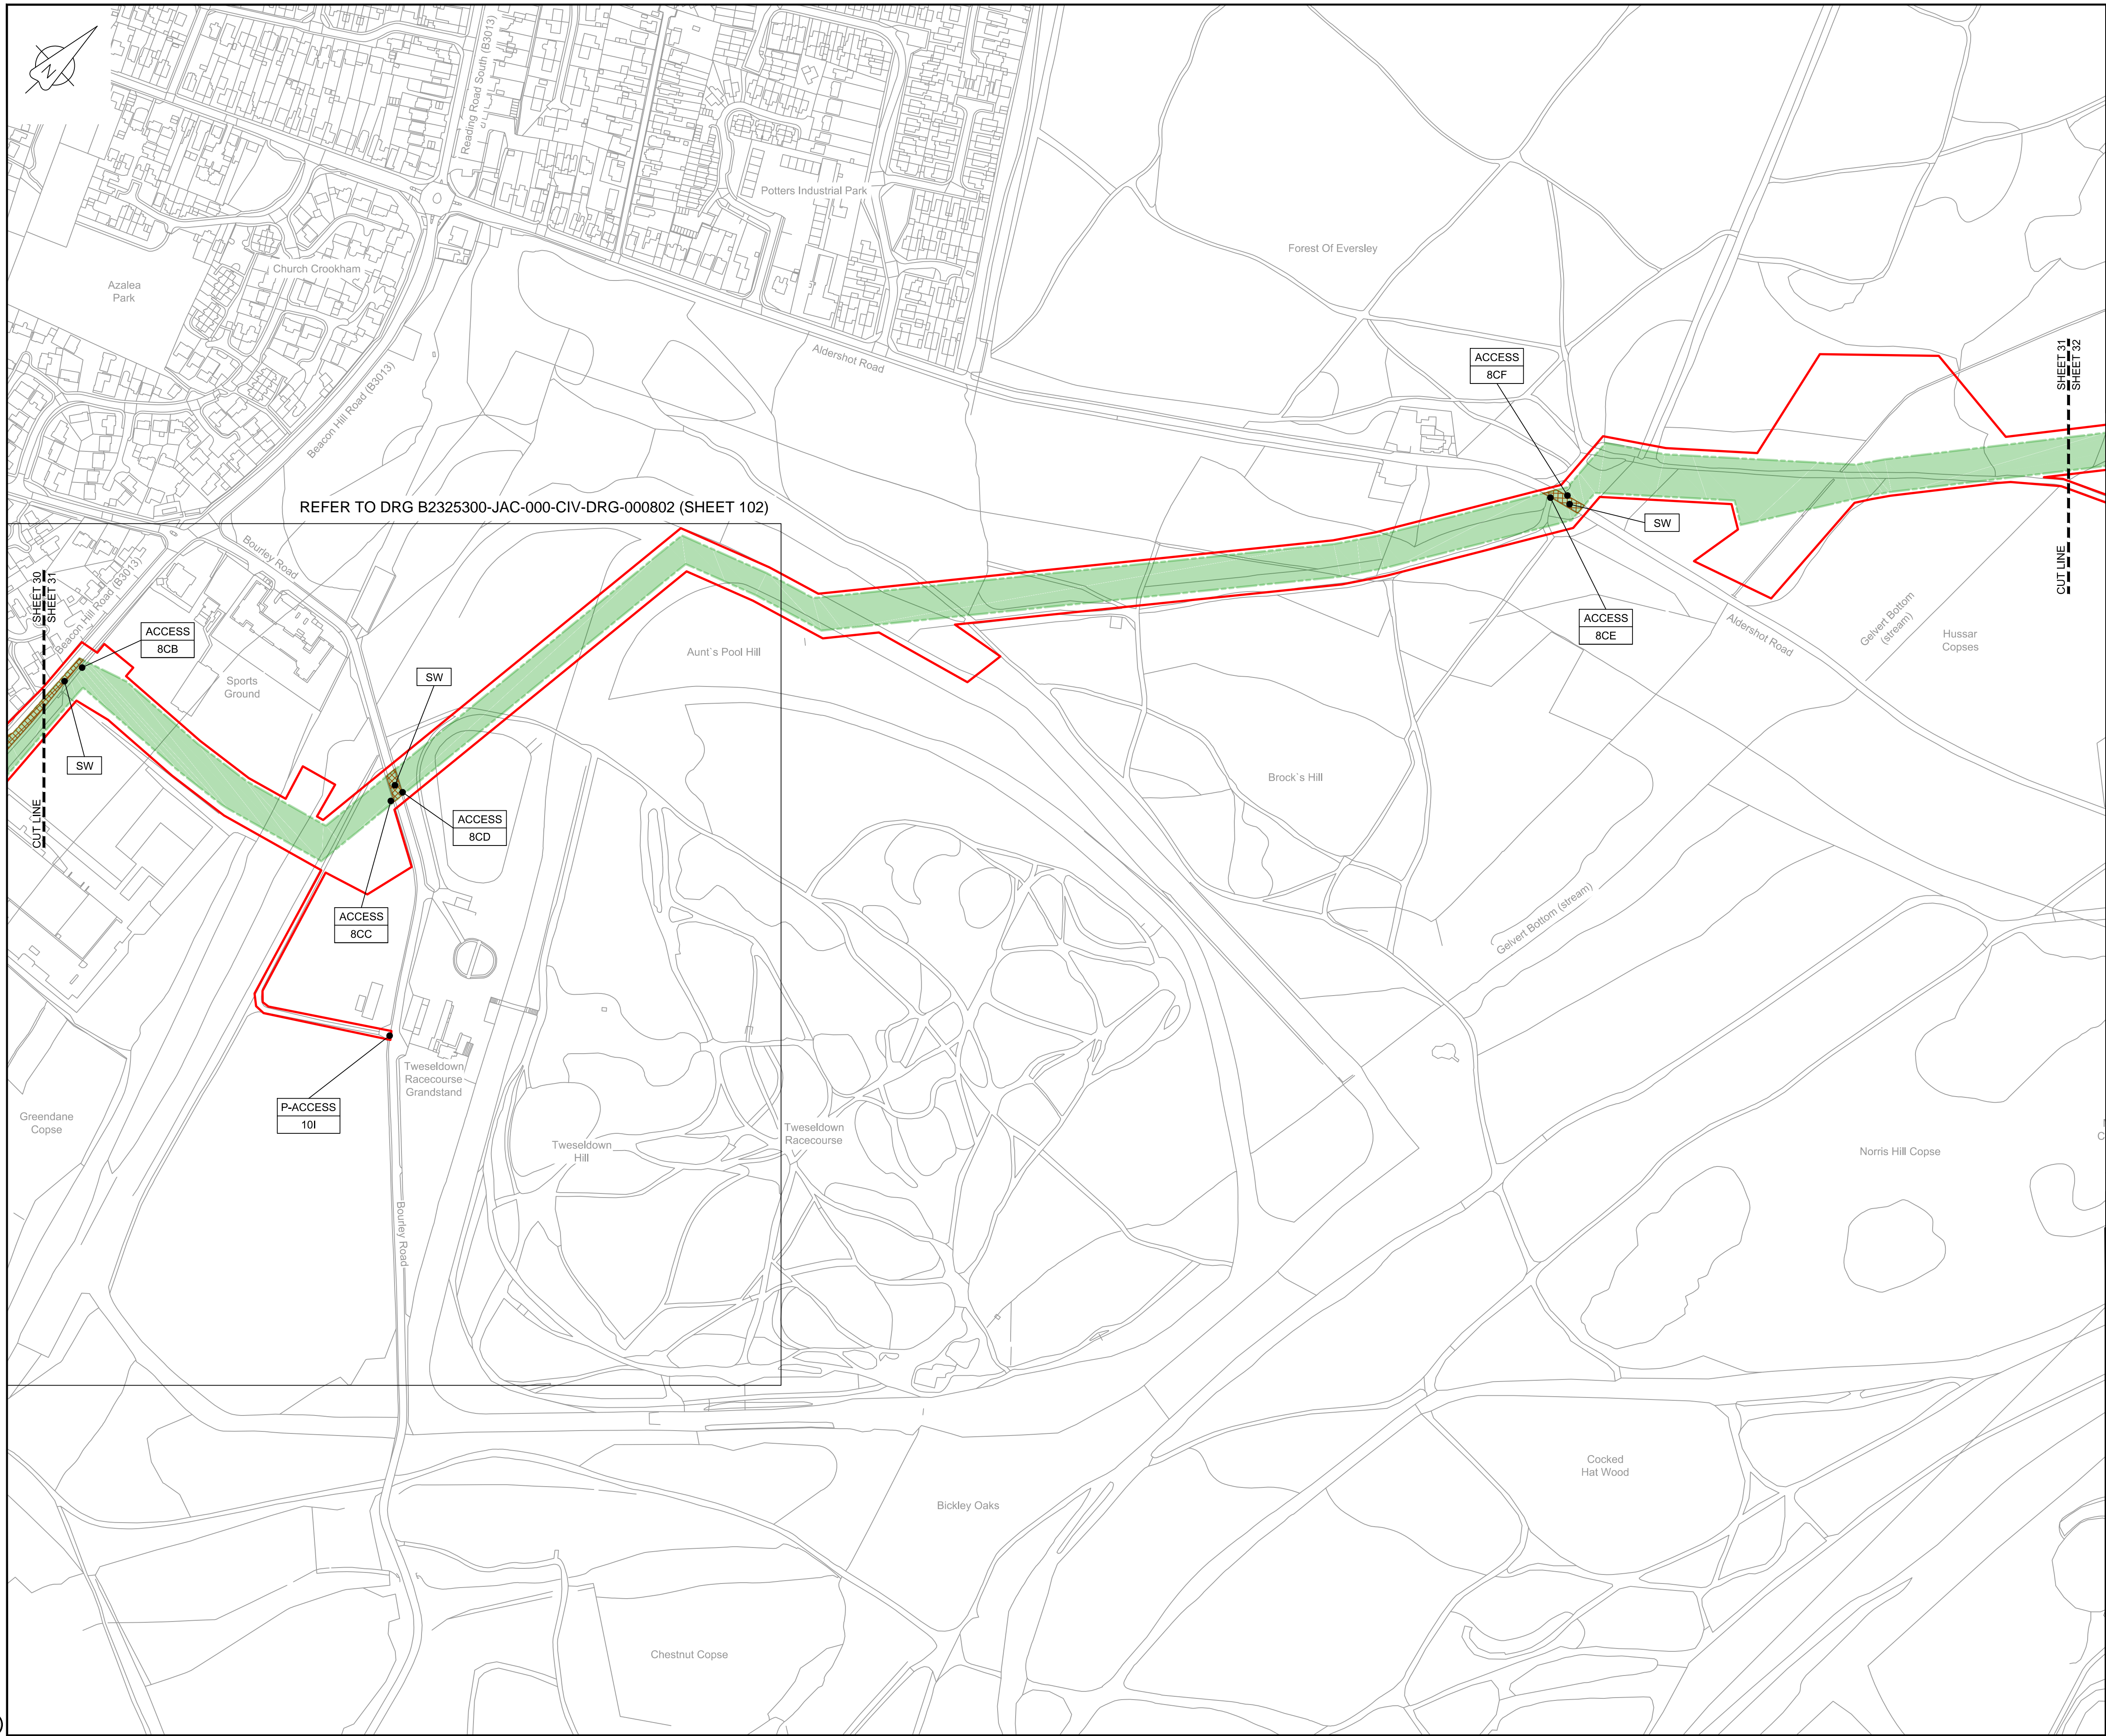 N
Reading Road South (B3013)
Potters Industrial Park
Forest Of Eversley
Church Crookham
Azalea
Park
Beacon Hill Road (B3013)
Aldershot Road
ACCESS
8CF
SHEET 31
SHEET 32
CUT LINE
REFER TO DRG B2325300-JAC-000-CIV-DRG-000802 (SHEET 102)
SW
Bourley Road
SHEET 30
SHEET 31
CUT LINE
Beacon Hill Road (B3013)
ACCESS
8CB
Sports
Ground
SW
SW
Aunt's Pool Hill
ACCESS
8CE
Aldershot Road
Gelvert Bottom
(stream)
Hussar
Copses
Brock's Hill
ACCESS
8CD
ACCESS
8CC
Gelvert Bottom (stream)
Tweseldown
Racecourse
Grandstand
P-ACCESS
10I
Greendane
Copse
Tweseldown
Hill
Tweseldown
Racecourse
Norris Hill Copse
Bourley Road
Cocked
Hat Wood
Bickley Oaks
Chestnut Copse